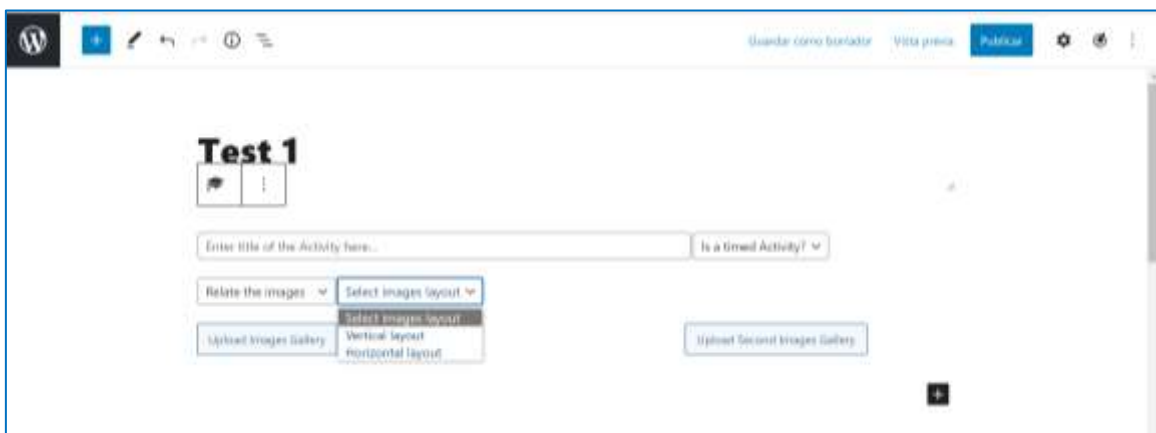 Guardar como borrador Vista previa Publicar
Test 1
Enter title of the Activity here... Is a timed Activity?
Relate the images Select images layout
Select images layout
Upload Images Gallery Vertical layout Upload Second Images Gallery
Horizontal layout